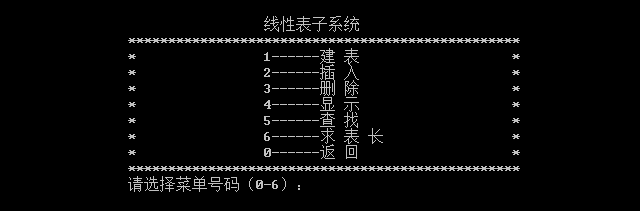 线性表子系统
*************************************************
* 1------建 表 *
* 2------插 入 *
* 3------删 除 *
* 4------显 示 *
* 5------查 找 *
* 6------求 表 长 *
* 0------返 回 *
*************************************************
请选择菜单号码（0-6）：